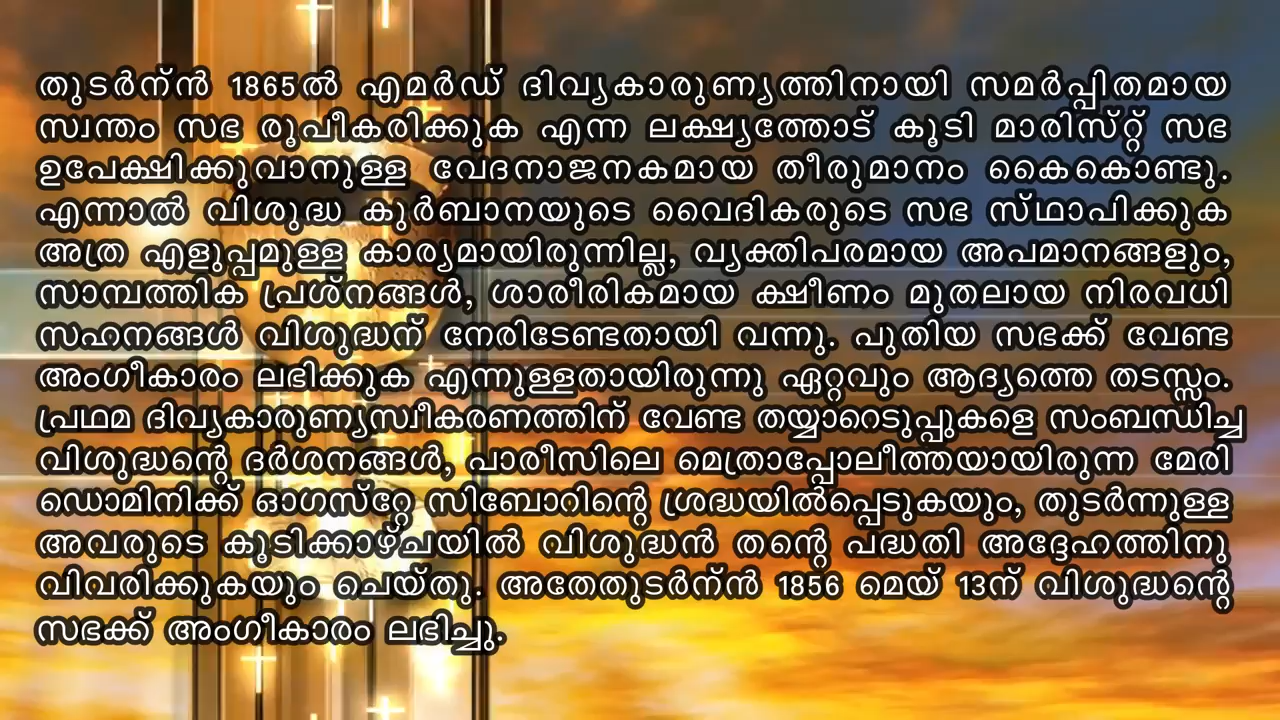 തുടർന്ന്‍ 1865ൽ എമർഡ് ദിവ്യകാരുണ്യത്തിനായി സമർപ്പിതമായ
സ്വന്തം സഭ രൂപീകരിക്കുക എന്ന ലക്ഷ്യത്തോട് കൂടി മാരിസ്റ്റ് സഭ
ഉപേക്ഷിക്കുവാനുള്ള വേദനാജനകമായ തീരുമാനം കൈകൊണ്ടു.
എന്നാൽ വിശുദ്ധ കുർബാനയുടെ വൈദികരുടെ സഭ സ്ഥാപിക്കുക
അത്ര എളുപ്പമുള്ള കാര്യമായിരുന്നില്ല, വ്യക്തിപരമായ അപമാനങ്ങളും,
സാമ്പത്തിക പ്രശ്നങ്ങൾ, ശാരീരികമായ ക്ഷീണം മുതലായ നിരവധി
സഹനങ്ങൾ വിശുദ്ധന് നേരിടേണ്ടതായി വന്നു. പുതിയ സഭക്ക് വേണ്ട
അംഗീകാരം ലഭിക്കുക എന്നുള്ളതായിരുന്നു ഏറ്റവും ആദ്യത്തെ തടസ്സം.
പ്രഥമ ദിവ്യകാരുണ്യസ്വീകരണത്തിന് വേണ്ട തയ്യാറെടുപ്പുകളെ സംബന്ധിച്ച
വിശുദ്ധന്റെ ദർശനങ്ങൾ, പാരീസിലെ മെത്രാപ്പോലീത്തയായിരുന്ന മേരി
ഡൊമിനിക്ക് ഓഗസ്റ്റേ സിബോറിന്റെ ശ്രദ്ധയിൽപ്പെടുകയും, തുടർന്നുള്ള
അവരുടെ കൂടിക്കാഴ്ചയിൽ വിശുദ്ധൻ തന്റെ പദ്ധതി അദ്ദേഹത്തിനു
വിവരിക്കുകയും ചെയ്തു. അതേതുടർന്ന്‍ 1856 മെയ് 13ന് വിശുദ്ധന്റെ
സഭക്ക് അംഗീകാരം ലഭിച്ചു.